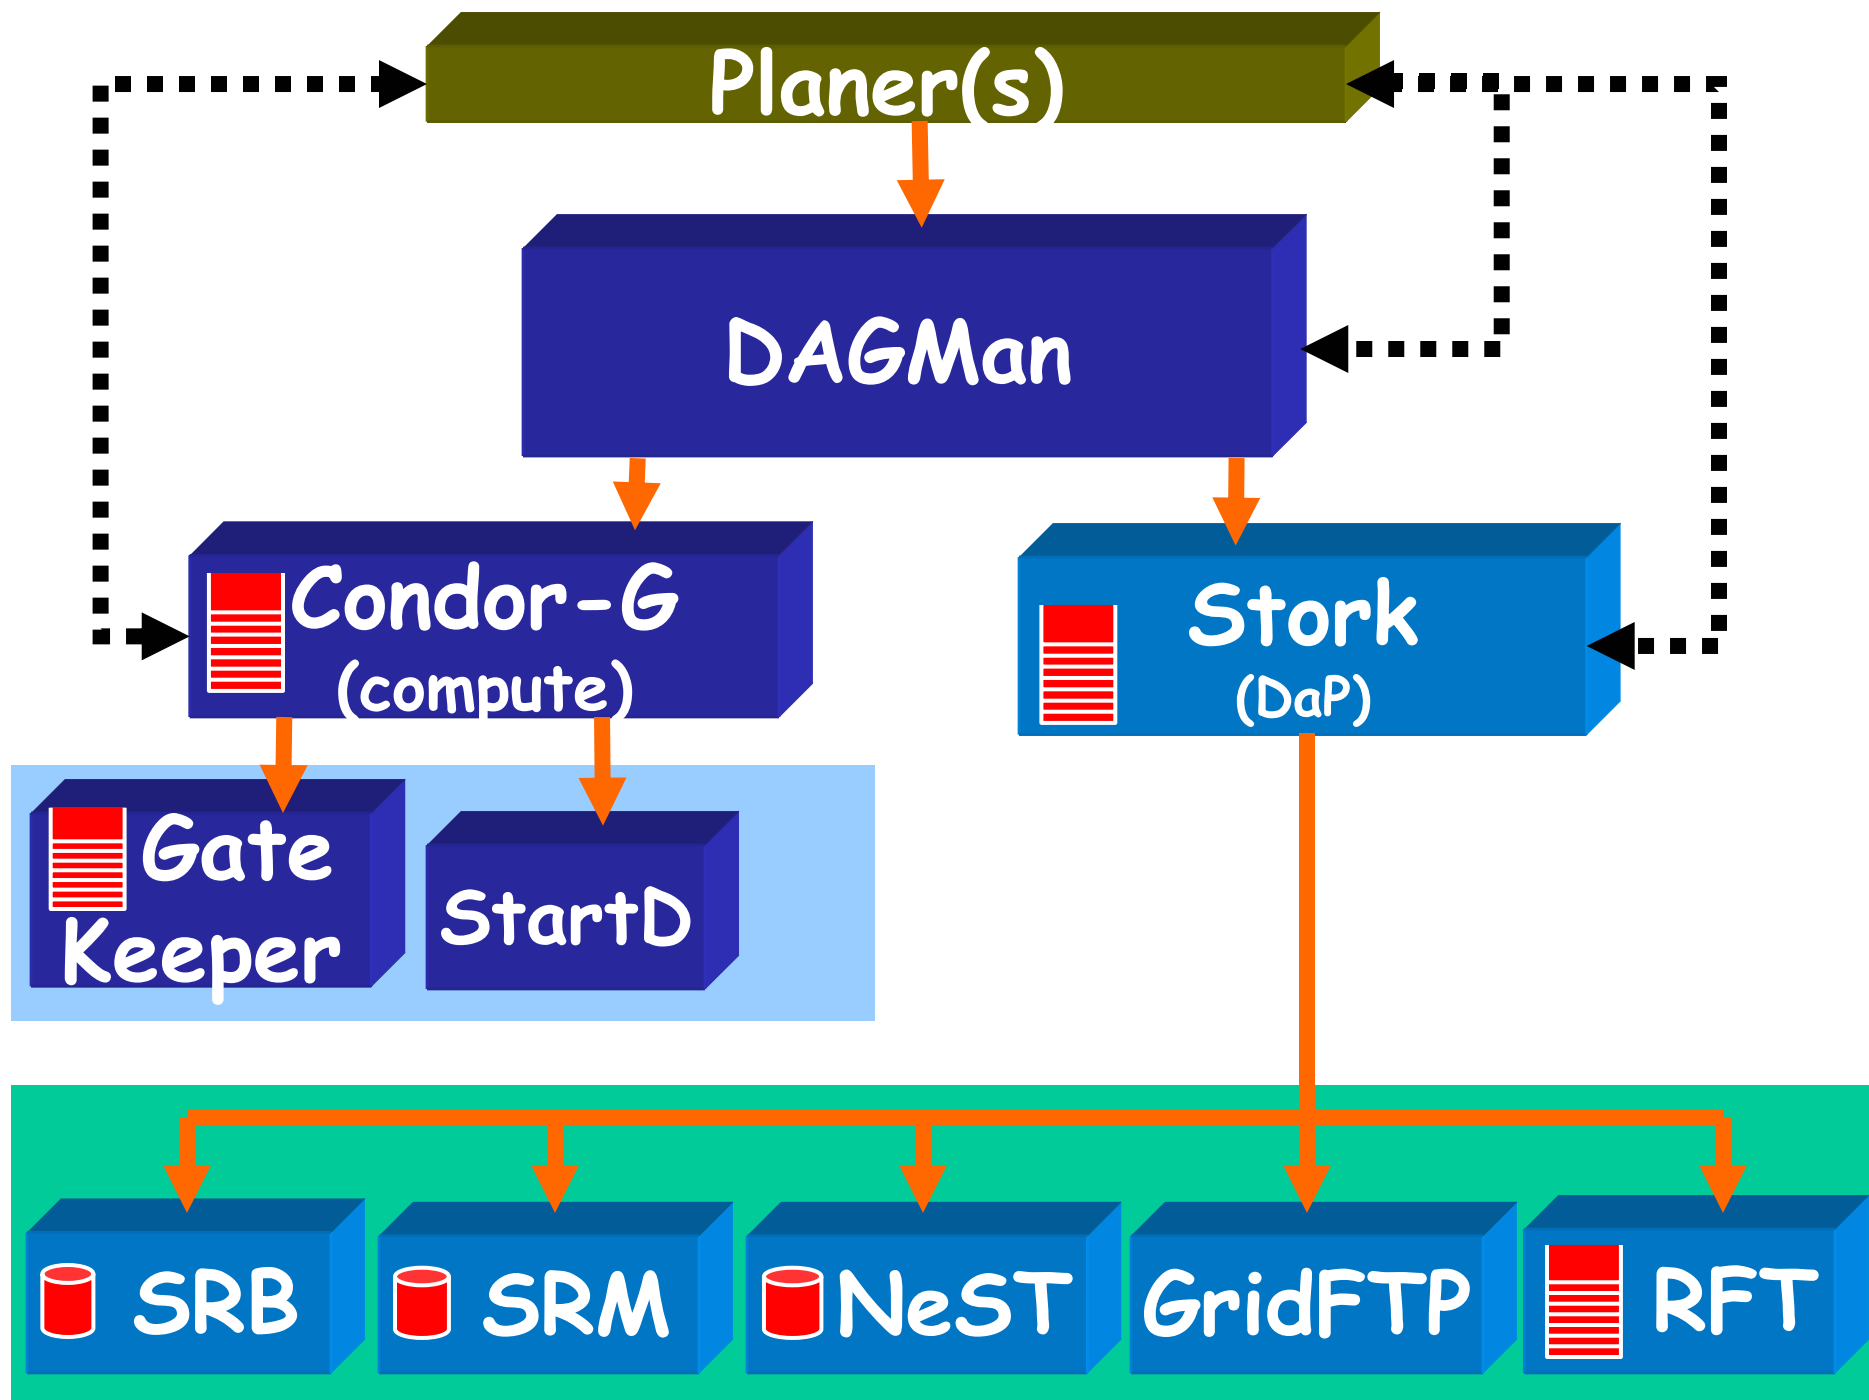 Planer(s)
DAGMan
Condor-G
(compute)
Stork
(DaP)
Gate
Keeper
StartD
SRB
SRM
NeST
GridFTP
RFT